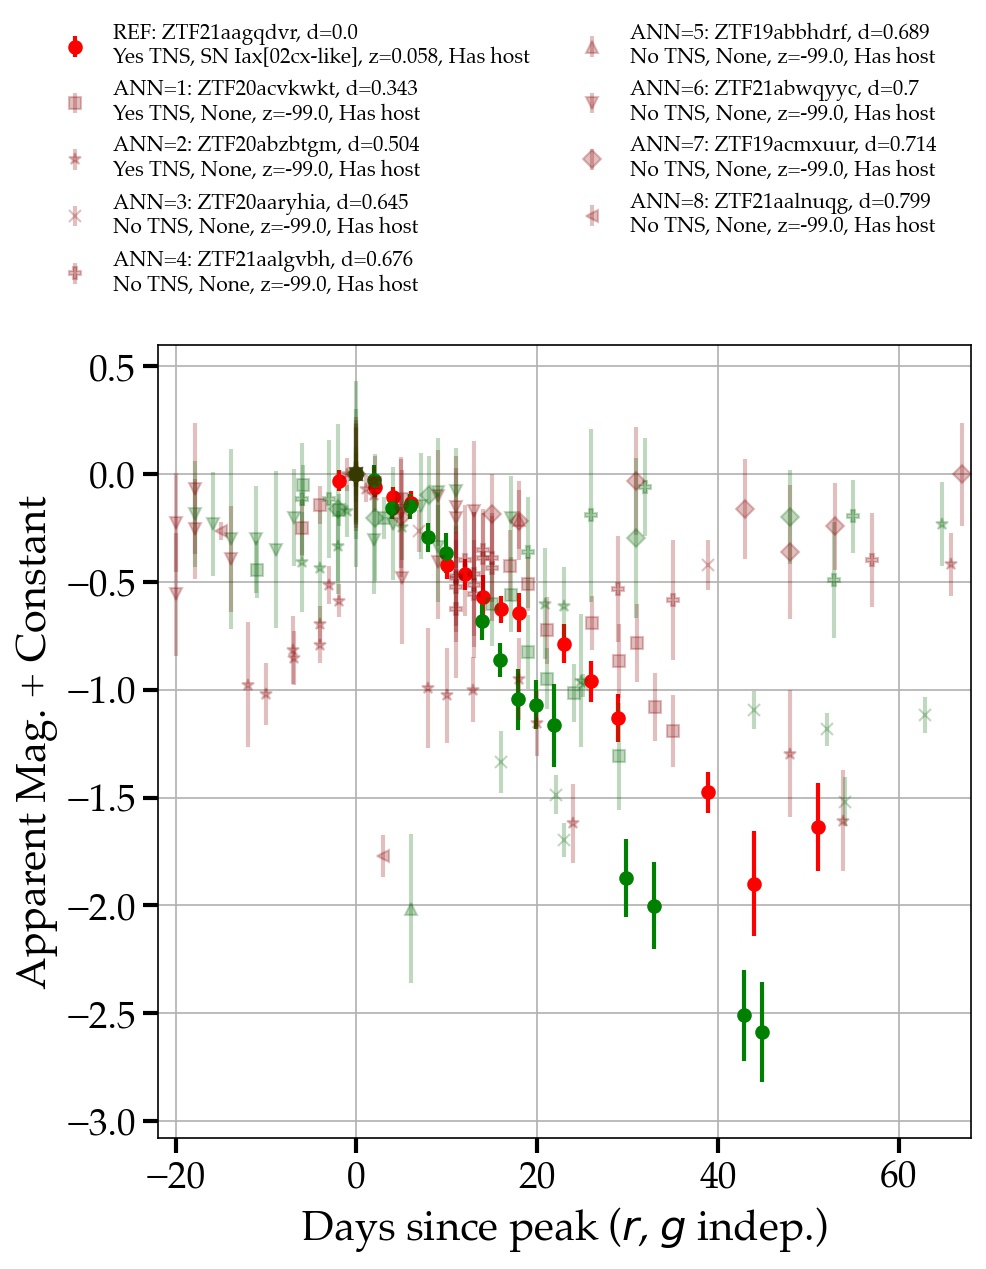 REF: ZTF21aagqdvr, d=0.0
Yes TNS, SN Iax[02cx-like], z=0.058, Has host
ANN=1: ZTF20acvkwkt, d=0.343
Yes TNS, None, z=-99.0, Has host
ANN=2: ZTF20abzbtgm, d=0.504
Yes TNS, None, z=-99.0, Has host
ANN=3: ZTF20aaryhia, d=0.645
No TNS, None, z=-99.0, Has host
ANN=4: ZTF21aalgvbh, d=0.676
No TNS, None, z=-99.0, Has host
ANN=5: ZTF19abbhdrf, d=0.689
No TNS, None, z=-99.0, Has host
ANN=6: ZTF21abwqyyc, d=0.7
No TNS, None, z=-99.0, Has host
ANN=7: ZTF19acmxuur, d=0.714
No TNS, None, z=-99.0, Has host
ANN=8: ZTF21aalnuqg, d=0.799
No TNS, None, z=-99.0, Has host
0.5
0.0
−0.5
−1.0
−1.5
−2.0
−2.5
−3.0
Apparent Mag. + Constant
−20 0 20 40 60
Days since peak (r, g indep.)